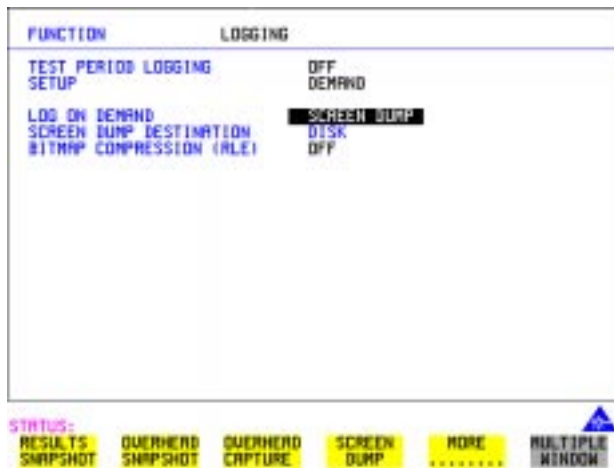 FUNCTION LOGGING
TEST PERIOD LOGGING OFF
SETUP DEMAND
LOG ON DEMAND SCREEN DUMP
SCREEN DUMP DESTINATION DISK
BITMAP COMPRESSION (RLE) OFF
STATUS:
RESULTS SNAPSHOT
OVERHEAD SNAPSHOT
OVERHEAD CAPTURE
SCREEN DUMP
MORE ........
MULTIPLE WINDOW